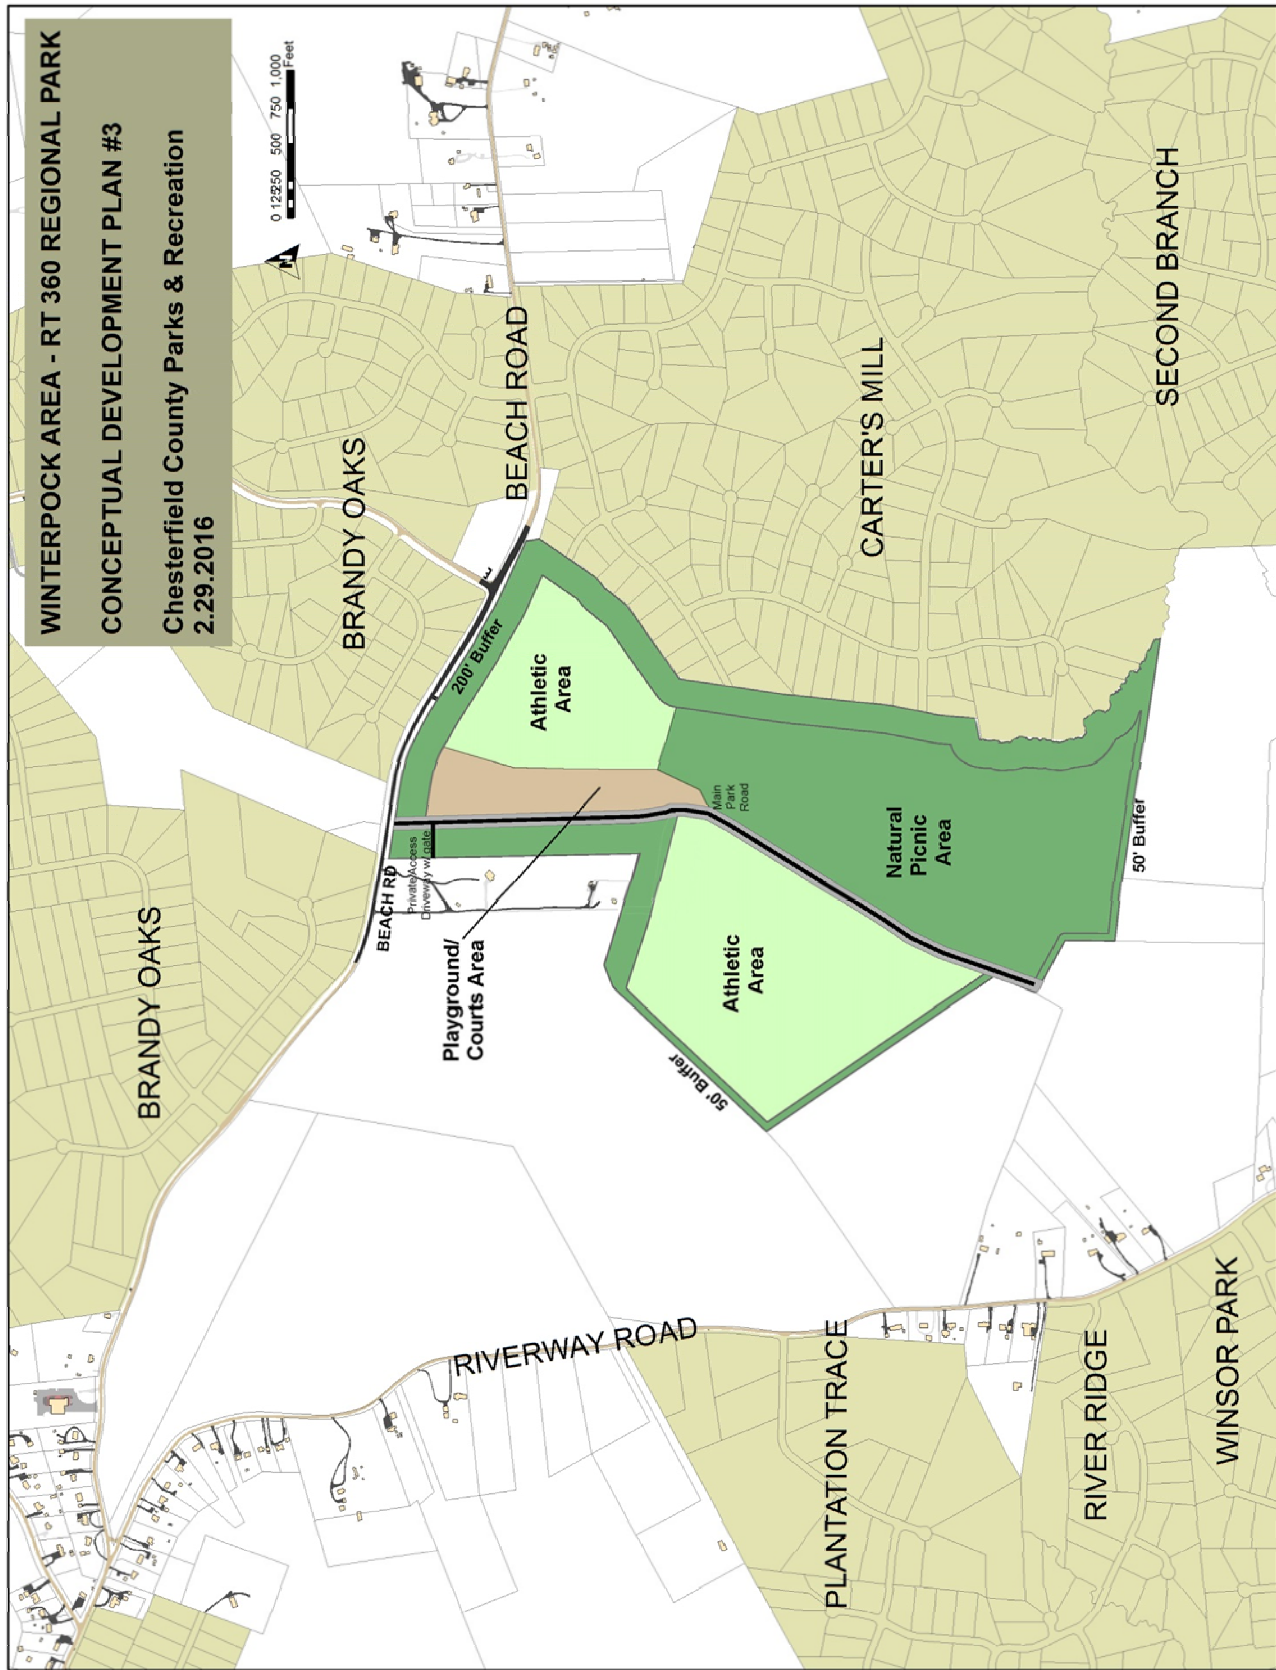 WINTERPOCK AREA - RT 360 REGIONAL PARK
CONCEPTUAL DEVELOPMENT PLAN #3
Chesterfield County Parks & Recreation
2.29.2016
N
0 125 250 500 750 1,000
Feet
BRANDY OAKS
BRANDY OAKS
BEACH ROAD
BEACH RD
200' Buffer
Private Access
Driveway w/ gate
Playground/
Courts Area
Athletic
Area
Main
Park
Road
Athletic
Area
50' Buffer
Natural
Picnic
Area
50' Buffer
CARTER'S MILL
SECOND BRANCH
RIVERWAY ROAD
PLANTATION TRACE
RIVER RIDGE
WINSOR PARK